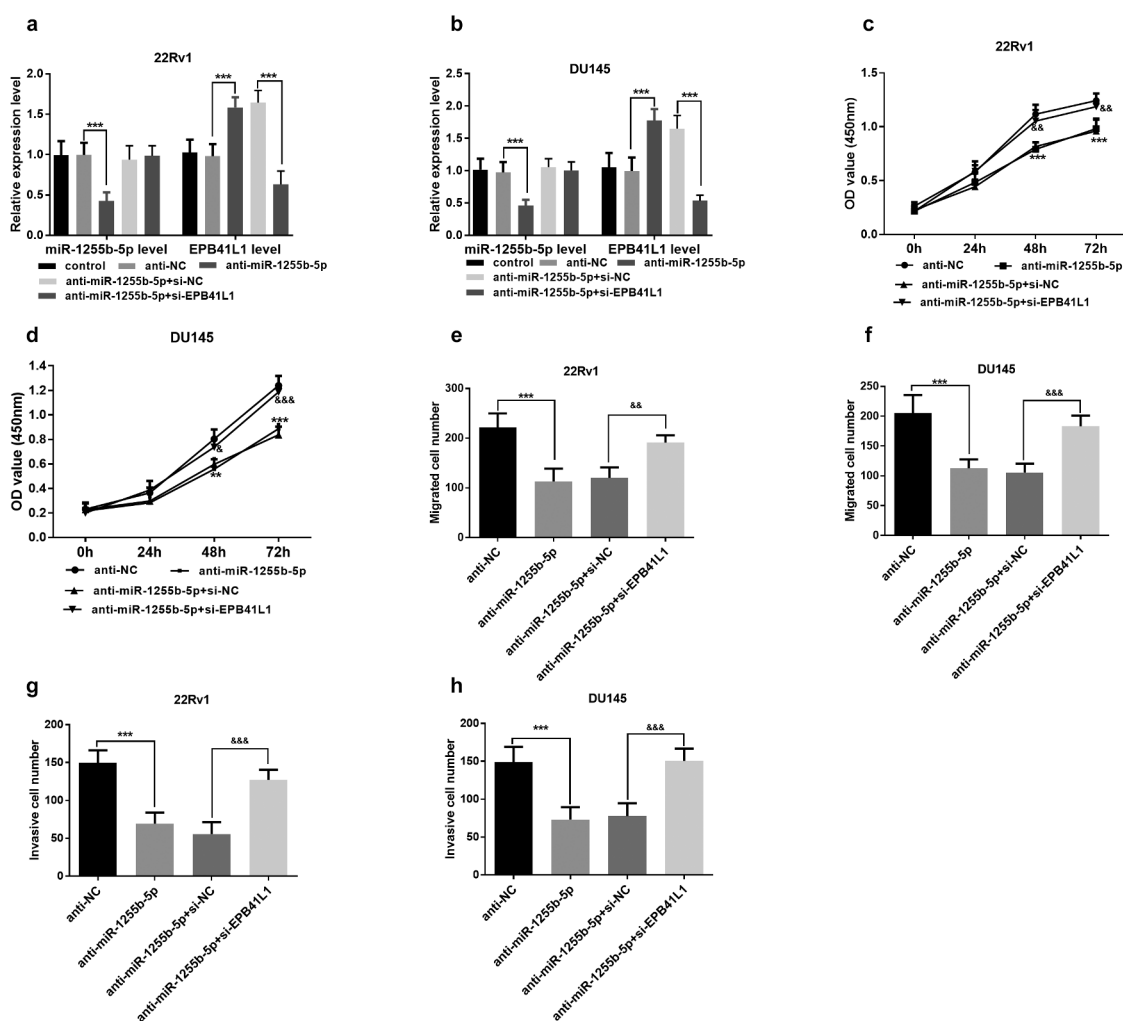 a
22Rv1
Relative expression level
2.0
1.5
1.0
0.5
0.0
***
***
***
miR-1255b-5p level
EPB41L1 level
control
anti-NC
anti-miR-1255b-5p
anti-miR-1255b-5p+si-NC
anti-miR-1255b-5p+si-EPB41L1
b
DU145
Relative expression level
2.5
2.0
1.5
1.0
0.5
0.0
***
***
***
miR-1255b-5p level
EPB41L1 level
control
anti-NC
anti-miR-1255b-5p
anti-miR-1255b-5p+si-NC
anti-miR-1255b-5p+si-EPB41L1
c
22Rv1
OD value (450nm)
1.5
1.0
0.5
0.0
&&
***
&&
***
0h
24h
48h
72h
anti-NC
anti-miR-1255b-5p
anti-miR-1255b-5p+si-NC
anti-miR-1255b-5p+si-EPB41L1
d
DU145
OD value (450nm)
1.4
1.2
1.0
0.8
0.6
0.4
0.2
0.0
&
**
&&&
***
0h
24h
48h
72h
anti-NC
anti-miR-1255b-5p
anti-miR-1255b-5p+si-NC
anti-miR-1255b-5p+si-EPB41L1
e
22Rv1
Migrated cell number
300
200
100
0
***
&&
anti-NC
anti-miR-1255b-5p
anti-miR-1255b-5p+si-NC
anti-miR-1255b-5p+si-EPB41L1
f
DU145
Migrated cell number
250
200
150
100
50
0
***
&&&
anti-NC
anti-miR-1255b-5p
anti-miR-1255b-5p+si-NC
anti-miR-1255b-5p+si-EPB41L1
g
22Rv1
Invasive cell number
200
150
100
50
0
***
&&&
anti-NC
anti-miR-1255b-5p
anti-miR-1255b-5p+si-NC
anti-miR-1255b-5p+si-EPB41L1
h
DU145
Invasive cell number
200
150
100
50
0
***
&&&
anti-NC
anti-miR-1255b-5p
anti-miR-1255b-5p+si-NC
anti-miR-1255b-5p+si-EPB41L1